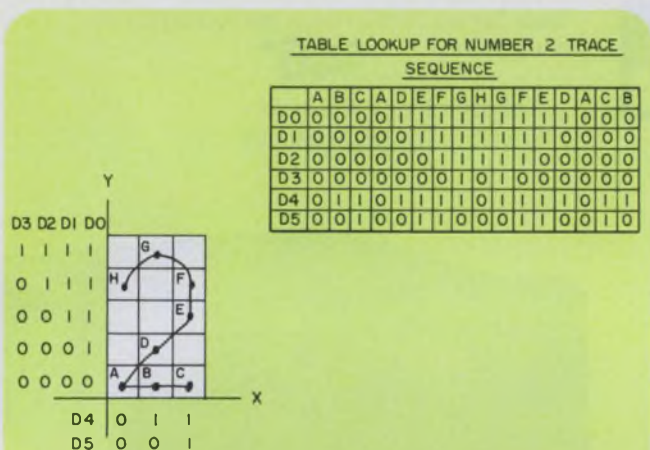 TABLE LOOKUP FOR NUMBER 2 TRACE
SEQUENCE
A B C A D E F G H G F E D A C B
D0 0 0 0 0 1 1 1 1 1 1 1 1 1 0 0 0
D1 0 0 0 0 0 1 1 1 1 1 1 1 0 0 0 0
D2 0 0 0 0 0 0 1 1 1 1 1 0 0 0 0 0
D3 0 0 0 0 0 0 0 1 0 1 0 0 0 0 0 0
D4 0 1 1 0 1 1 1 1 0 1 1 1 1 0 1 1
D5 0 0 1 0 0 1 1 0 0 0 1 1 0 0 1 0
Y
D3 D2 D1 D0
1 1 1 1 G
0 1 1 1 H F
0 0 1 1 E
0 0 0 1 D
0 0 0 0 A B C
X
D4 0 1 1
D5 0 0 1